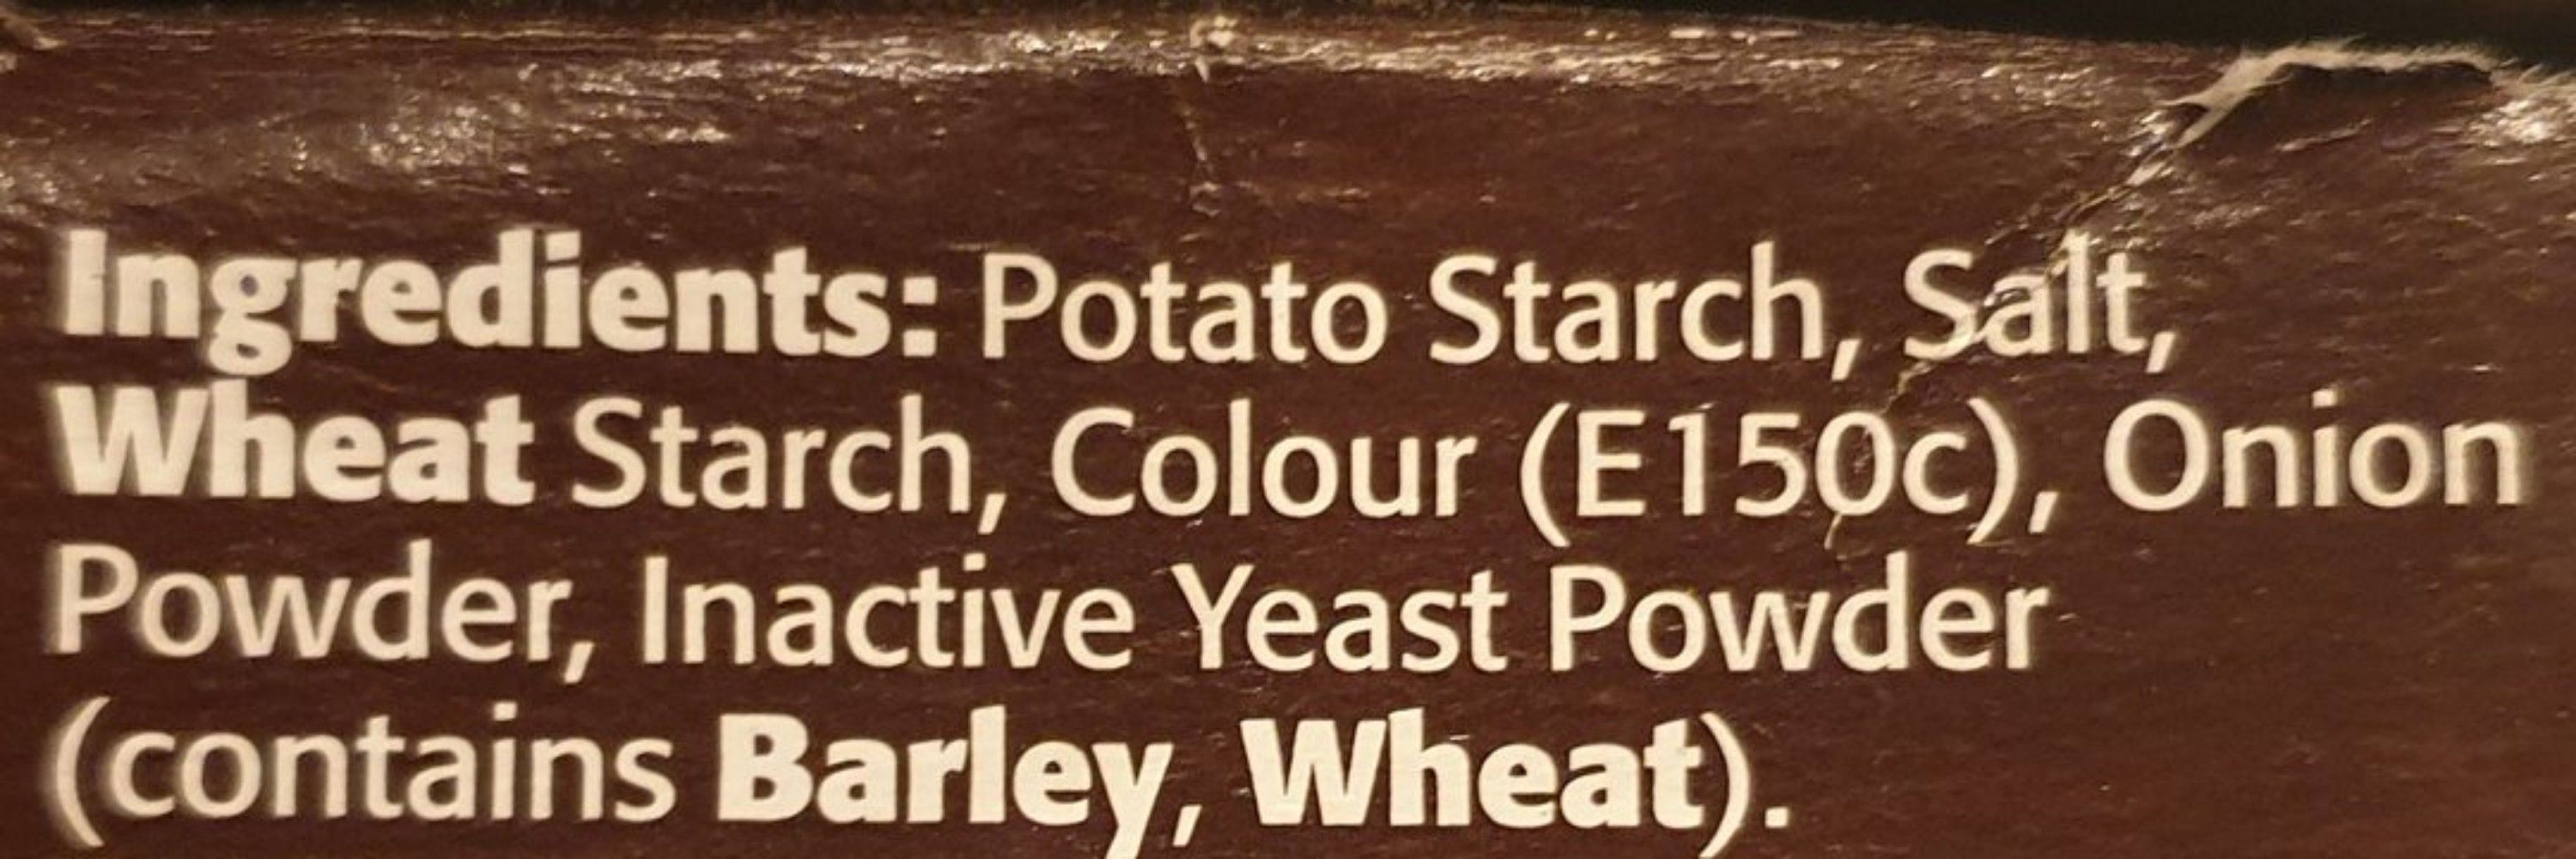 Ingredients: Potato Starch, Salt,
Wheat Starch, Colour (E150c), Onion
Powder, Inactive Yeast Powder
(contains Barley, Wheat).